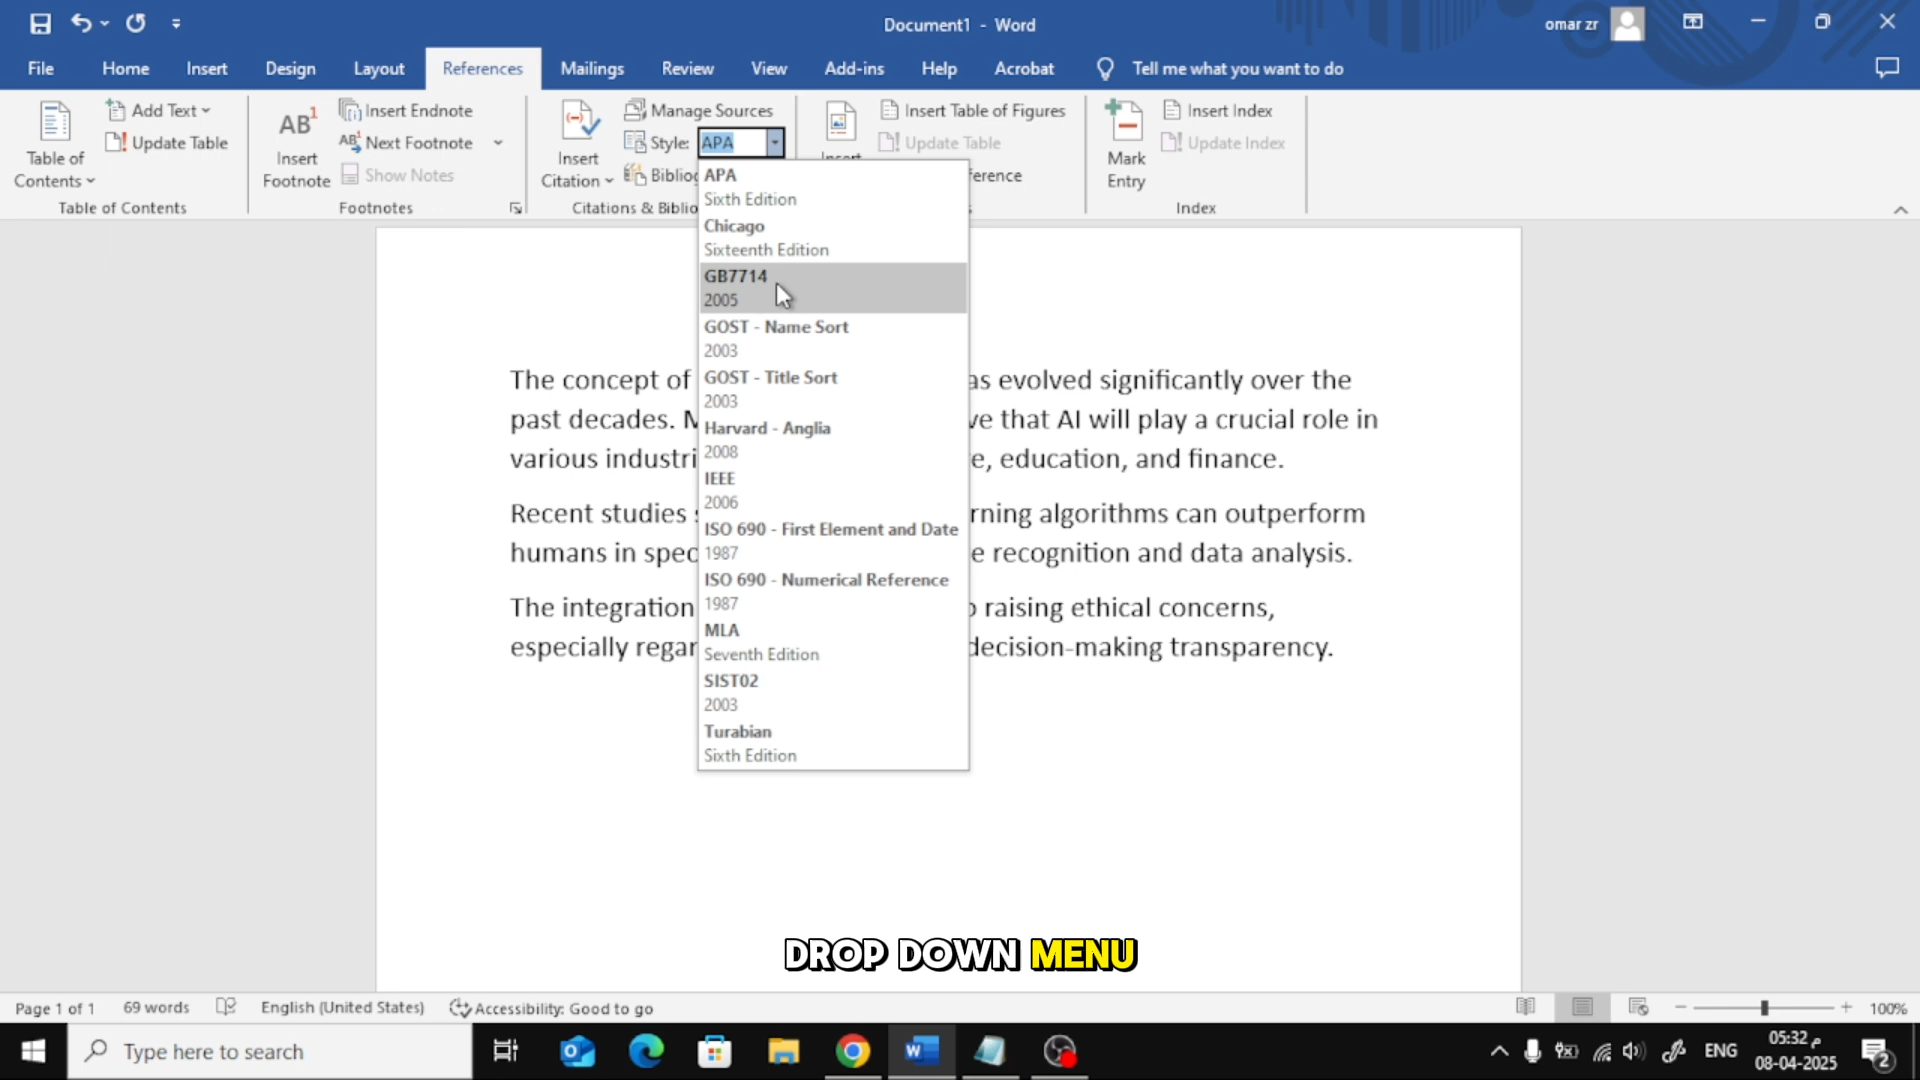 Document1 - Word
omar zr
File Home Insert Design Layout References Mailings Review View Add-ins Help Acrobat Tell me what you want to do
Table of Contents
Add Text
Update Table
Table of Contents
AB1 Insert Footnote
Insert Endnote
AB1 Next Footnote
Show Notes
Footnotes
Insert Citation
Manage Sources
Style: APA
Citations &
Insert Table of Figures
Update Table
Mark Entry
Insert Index
Update Index
Index
APA
Sixth Edition
Chicago
Sixteenth Edition
GB7714
2005
GOST - Name Sort
2003
GOST - Title Sort
2003
Harvard - Anglia
2008
IEEE
2006
ISO 690 - First Element and Date
1987
ISO 690 - Numerical Reference
1987
MLA
Seventh Edition
SIST02
2003
Turabian
Sixth Edition
The concept of as evolved significantly over the
past decades. that AI will play a crucial role in
various education, and finance.
Recent studies algorithms can outperform
humans in recognition and data analysis.
The integration raising ethical concerns,
especially decision-making transparency.
DROP DOWN MENU
Page 1 of 1 69 words English (United States) Accessibility: Good to go 100%
Type here to search
ENG
05:32 م
08-04-2025
2